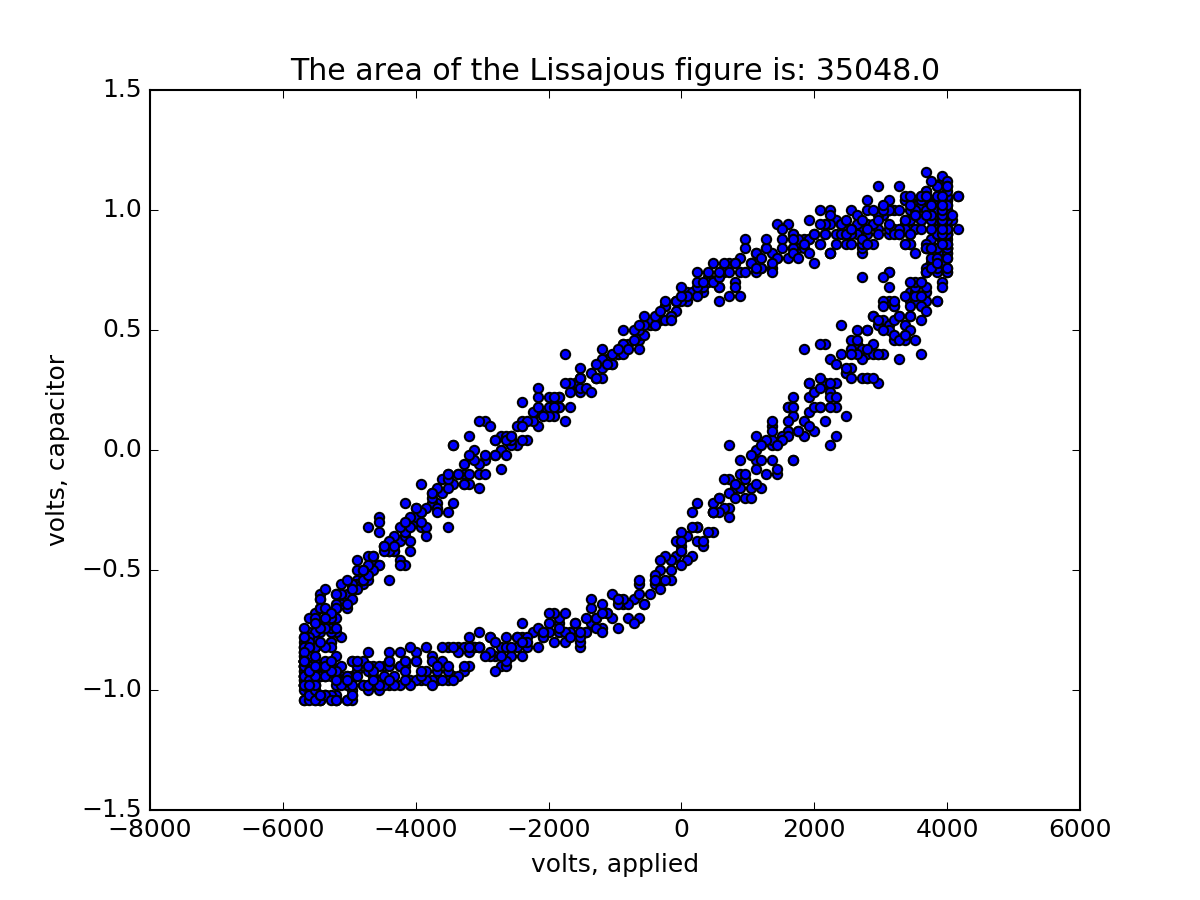 The area of the Lissajous figure is: 35048.0
1.5
1.0
0.5
0.0
−0.5
−1.0
−1.5
volts, capacitor
−8000 −6000 −4000 −2000 0 2000 4000 6000
volts, applied